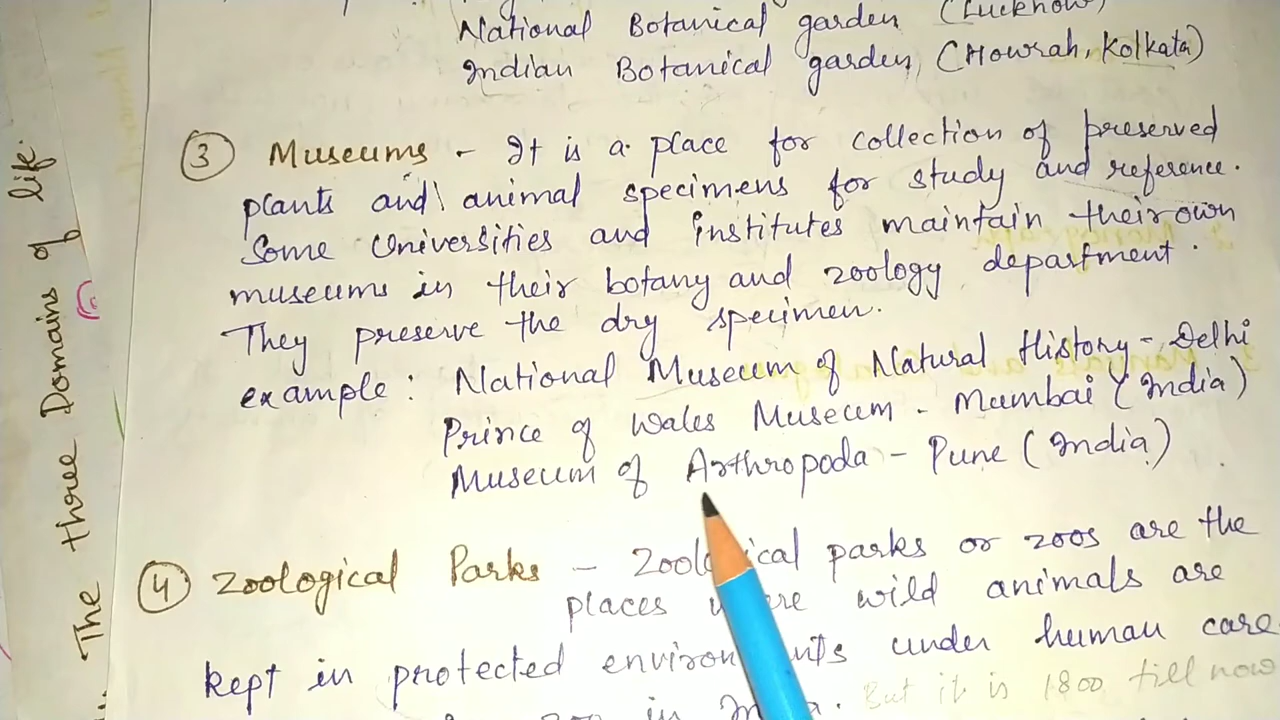 National Botanical garden (Lucknow)
Indian Botanical garden, (Howrah, Kolkata)
③ Museums - It is a place for collection of preserved
plants and animal specimens for study and reference.
Some Universities and institutes maintain their own
museums in their botany and zoology department.
They preserve the dry specimen.
example: National Museum of Natural History - Delhi
Prince of Wales Museum - Mumbai (India)
Museum of Arthropoda - Pune (India)
④ Zoological Parks - Zoological parks or zoos are the
places where wild animals are
kept in protected environments under human care.
zoo in India. But it is 1800 till now
The three Domains of life.